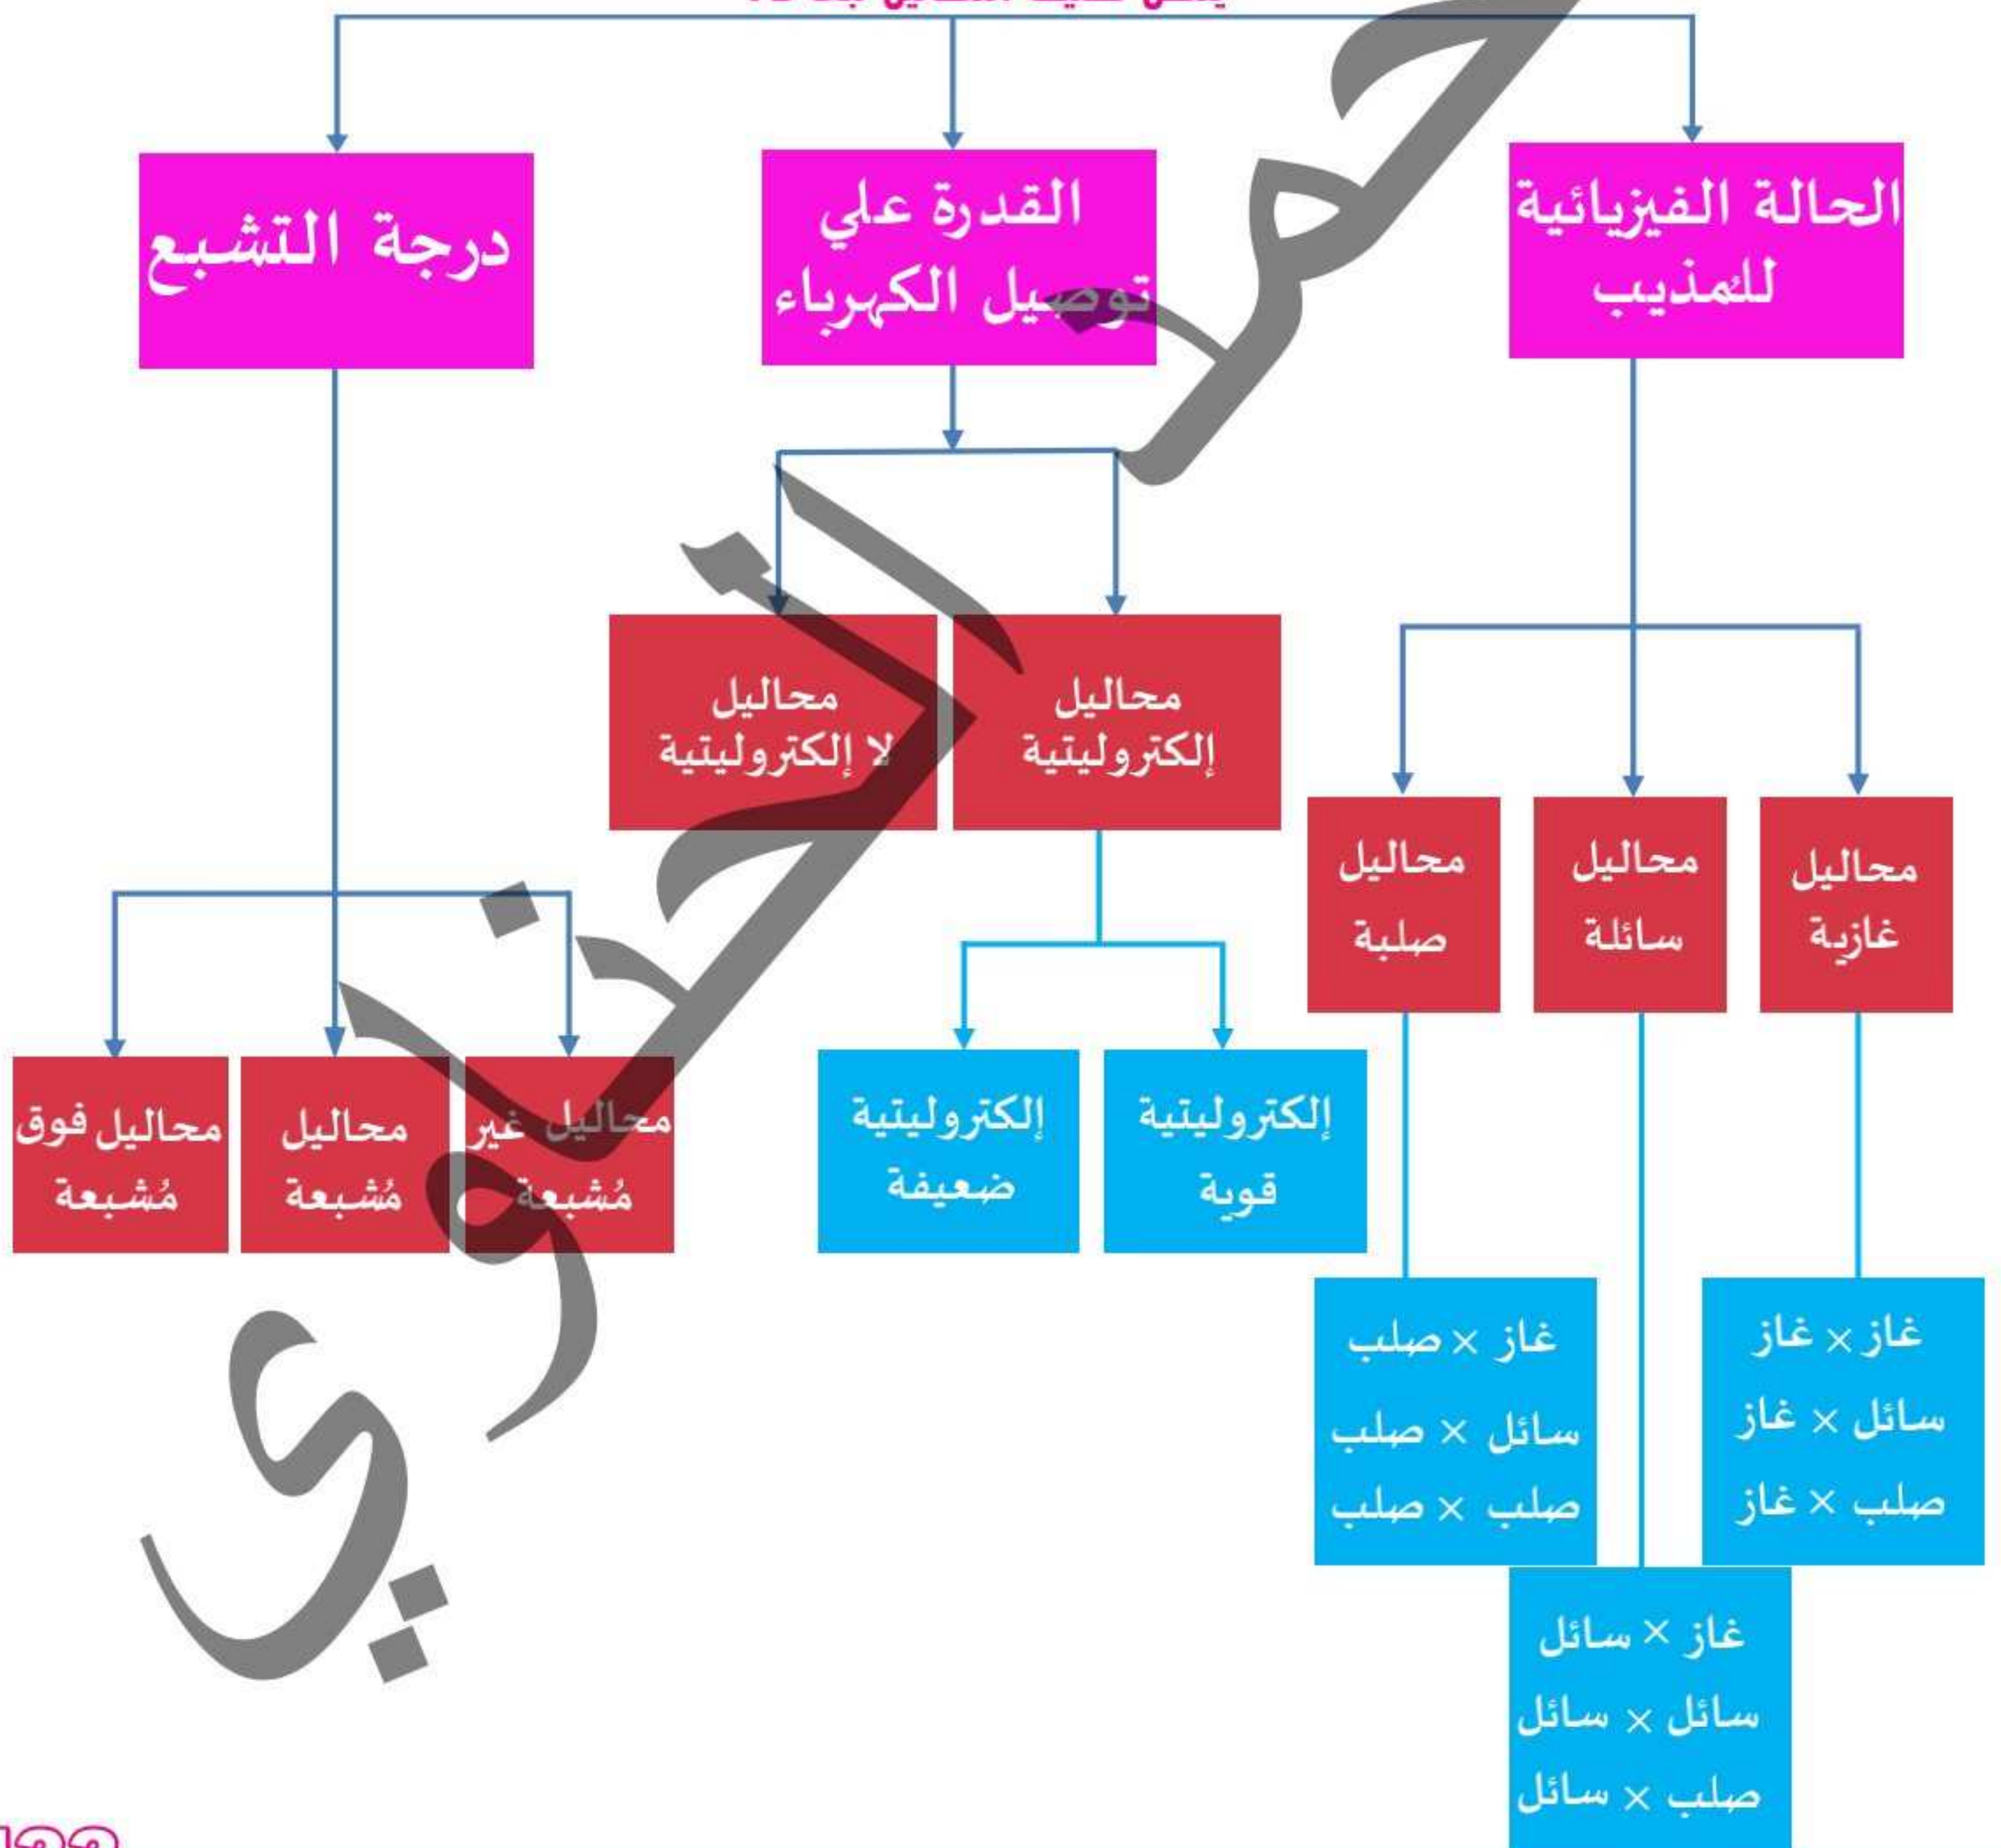 الحالة الفيزيائية
للمذيب
القدرة علي
توصيل الكهرباء
درجة التشبع
محاليل
إلكتروليتية
محاليل
لا إلكتروليتية
محاليل
غازية
محاليل
سائلة
محاليل
صلبة
إلكتروليتية
قوية
إلكتروليتية
ضعيفة
محاليل غير
مُشبعة
محاليل
مُشبعة
محاليل فوق
مُشبعة
غاز × غاز
سائل × غاز
صلب × غاز
غاز × صلب
سائل × صلب
صلب × صلب
غاز × سائل
سائل × سائل
صلب × سائل